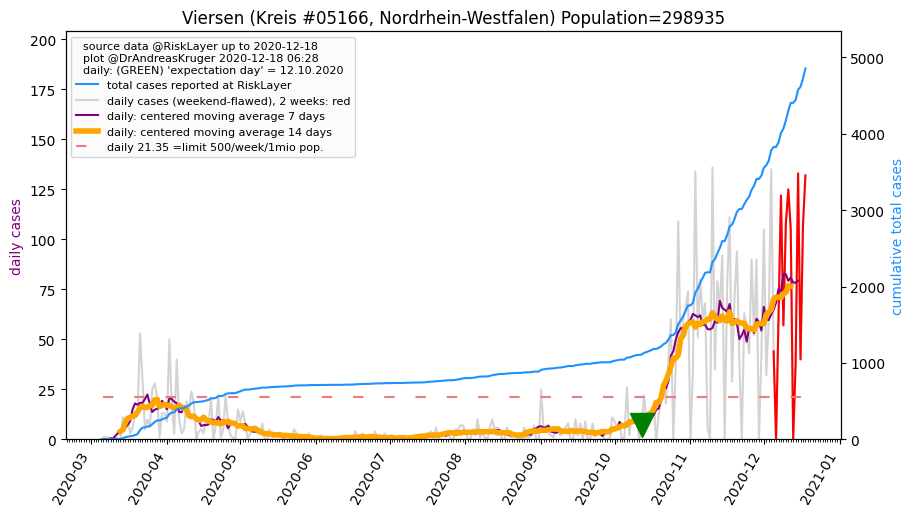 Viersen (Kreis #05166, Nordrhein-Westfalen) Population=298935
source data @RiskLayer up to 2020-12-18
plot @DrAndreasKruger 2020-12-18 06:28
daily: (GREEN) 'expectation day' = 12.10.2020
total cases reported at RiskLayer
daily cases (weekend-flawed), 2 weeks: red
daily: centered moving average 7 days
daily: centered moving average 14 days
daily 21.35 =limit 500/week/1mio pop.
daily cases
200
175
150
125
100
75
50
25
0
5000
4000
3000
2000
1000
0
cumulative total cases
2020-03
2020-04
2020-05
2020-06
2020-07
2020-08
2020-09
2020-10
2020-11
2020-12
2021-01